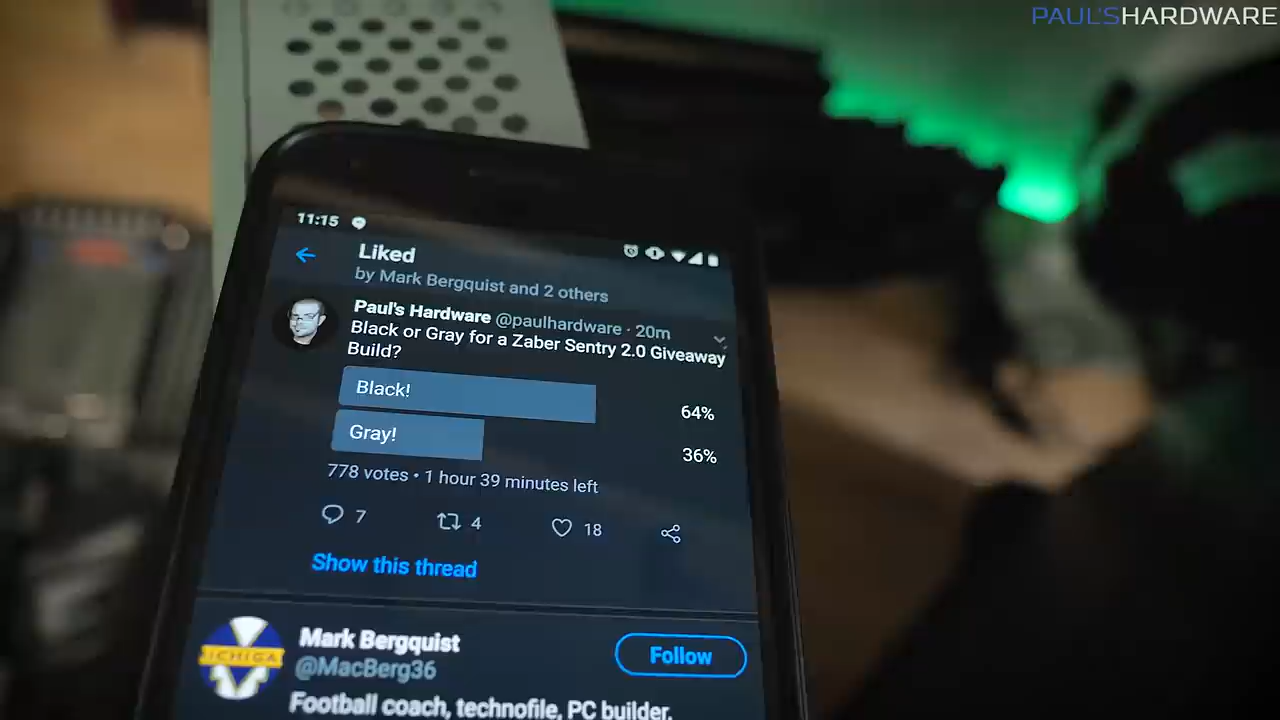 PAUL'SHARDWARE
11:15
Liked
by Mark Bergquist and 2 others
Paul's Hardware @paulhardware · 20m
Black or Gray for a Zaber Sentry 2.0 Giveaway
Build?
Black!
64%
Gray!
36%
778 votes • 1 hour 39 minutes left
7
4
18
Show this thread
ICHIGA
Mark Bergquist
@MacBerg36
Follow
Football coach, technofile, PC builder,